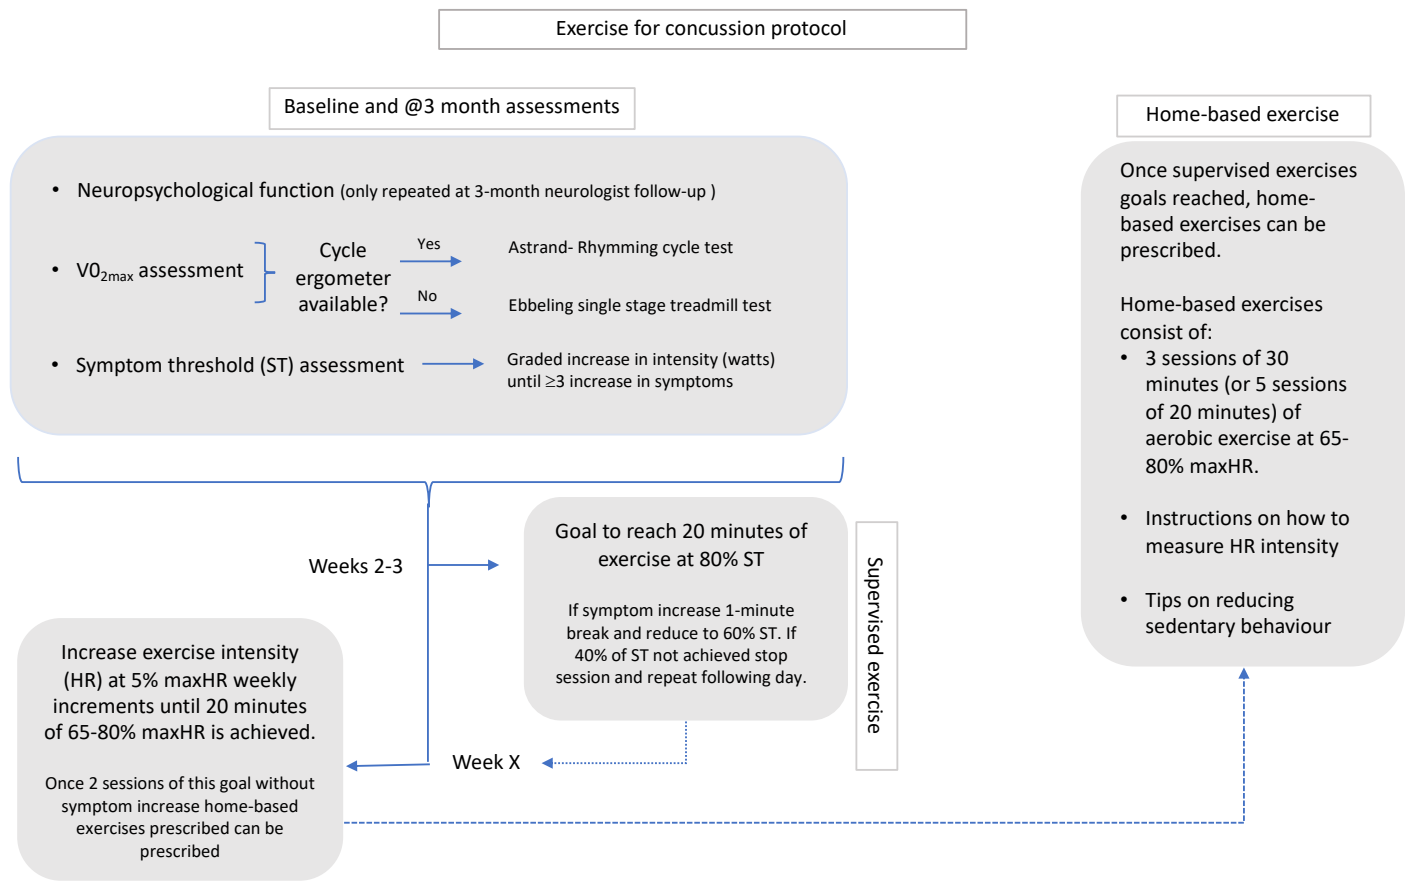 Exercise for concussion protocol
Baseline and @3 month assessments
• Neuropsychological function (only repeated at 3-month neurologist follow-up )
• V02max assessment
Cycle
ergometer
available?
Yes
Astrand- Rhymming cycle test
No
Ebbeling single stage treadmill test
• Symptom threshold (ST) assessment
Graded increase in intensity (watts)
until ≥3 increase in symptoms
Weeks 2-3
Goal to reach 20 minutes of
exercise at 80% ST
If symptom increase 1-minute
break and reduce to 60% ST. If
40% of ST not achieved stop
session and repeat following day.
Supervised exercise
Week X
Increase exercise intensity
(HR) at 5% maxHR weekly
increments until 20 minutes
of 65-80% maxHR is achieved.
Once 2 sessions of this goal without
symptom increase home-based
exercises prescribed can be
prescribed
Home-based exercise
Once supervised exercises
goals reached, home-
based exercises can be
prescribed.
Home-based exercises
consist of:
• 3 sessions of 30
minutes (or 5 sessions
of 20 minutes) of
aerobic exercise at 65-
80% maxHR.
• Instructions on how to
measure HR intensity
• Tips on reducing
sedentary behaviour